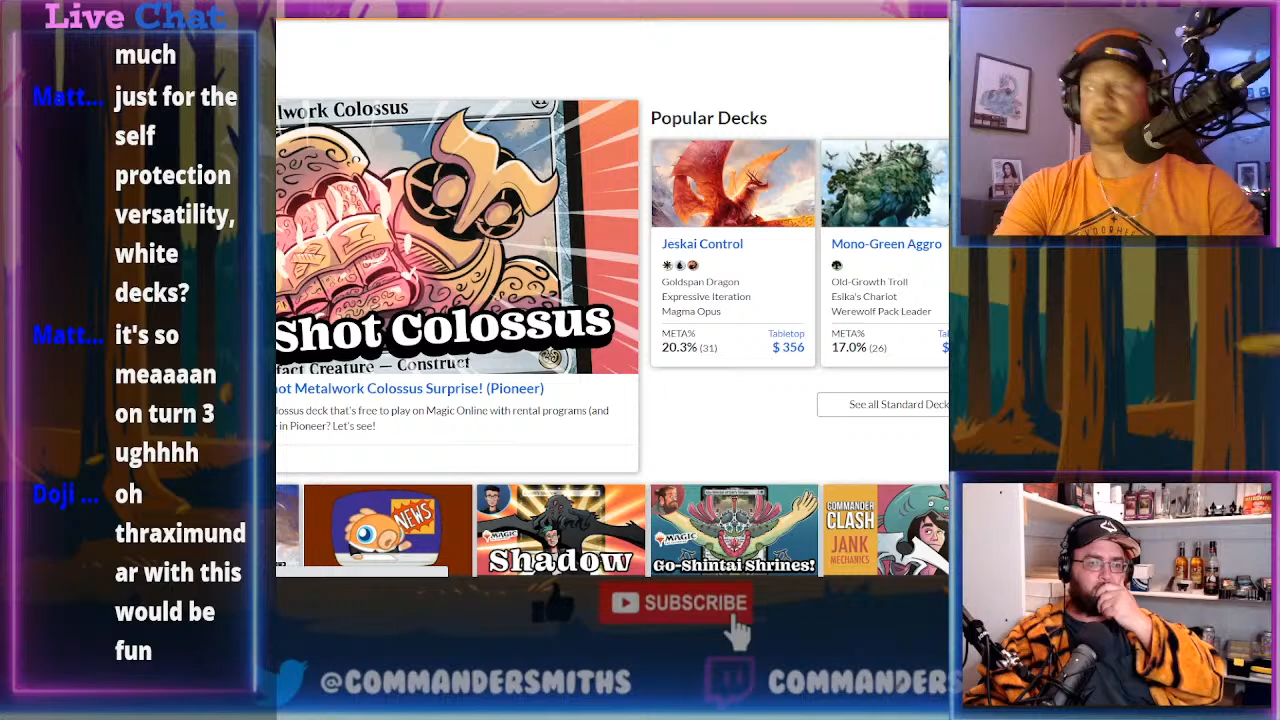 Live Chat
much
Matt... just for the
self
protection
versatility,
white
decks?
Matt... it's so
meaaaan
on turn 3
ughhhh
Doji ... oh
thraximund
ar with this
would be
fun
lwork Colossus
Shot Colossus
fact Creature — Construct
ot Metalwork Colossus Surprise! (Pioneer)
olossus deck that's free to play on Magic Online with rental programs (and
in Pioneer? Let's see!
Popular Decks
Jeskai Control
Goldspan Dragon
Expressive Iteration
Magma Opus
META% Tabletop
20.3% (31) $ 356
Mono-Green Aggro
Old-Growth Troll
Esika's Chariot
Werewolf Pack Leader
META% Ta
17.0% (26) $
See all Standard Deck
NEWS
MAGIC
Shadow
MAGIC
Go-Shintai Shrines!
COMMANDER
CLASH
JANK
MECHANICS
SUBSCRIBE
@COMMANDERSMITHS
COMMANDERS